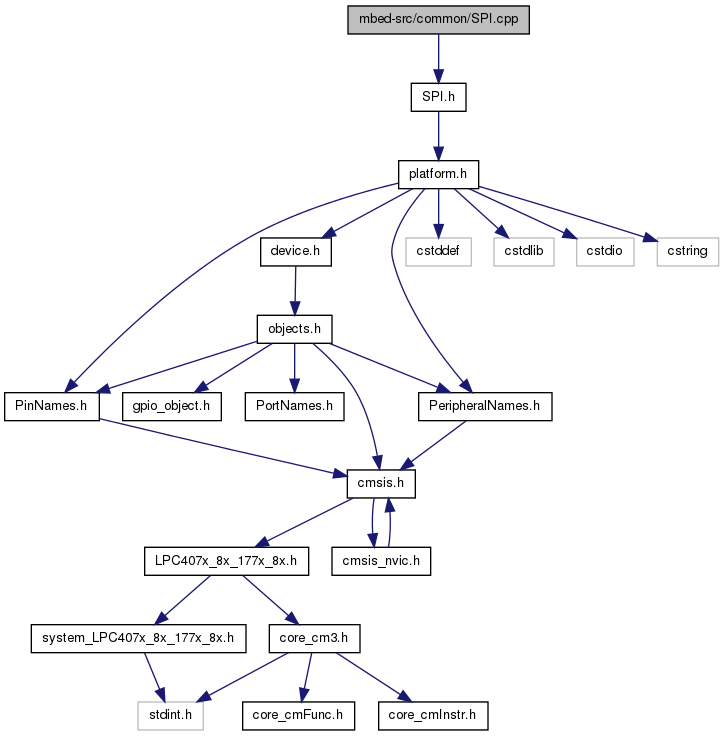 mbed-src/common/SPI.cpp
SPI.h
platform.h
device.h
cstddef
cstdlib
cstdio
cstring
objects.h
PinNames.h
gpio_object.h
PortNames.h
PeripheralNames.h
cmsis.h
LPC407x_8x_177x_8x.h
cmsis_nvic.h
system_LPC407x_8x_177x_8x.h
core_cm3.h
stdint.h
core_cmFunc.h
core_cmInstr.h